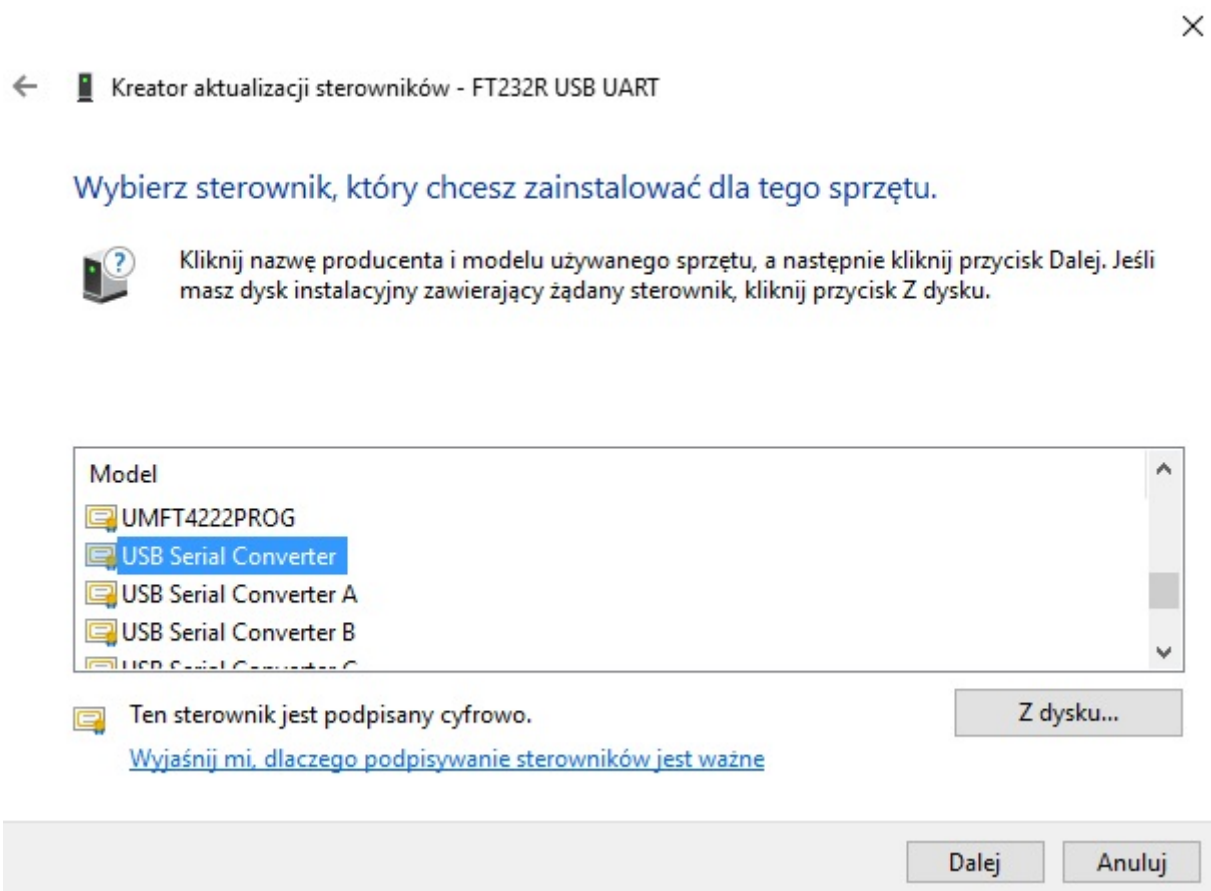 Kreator aktualizacji sterowników - FT232R USB UART
Wybierz sterownik, który chcesz zainstalować dla tego sprzętu.
Kliknij nazwę producenta i modelu używanego sprzętu, a następnie kliknij przycisk Dalej. Jeśli
masz dysk instalacyjny zawierający żądany sterownik, kliknij przycisk Z dysku.
Model
UMFT4222PROG
USB Serial Converter
USB Serial Converter A
USB Serial Converter B
USB Serial Converter C
Ten sterownik jest podpisany cyfrowo.
Z dysku...
Wyjaśnij mi, dlaczego podpisywanie sterowników jest ważne
Dalej
Anuluj